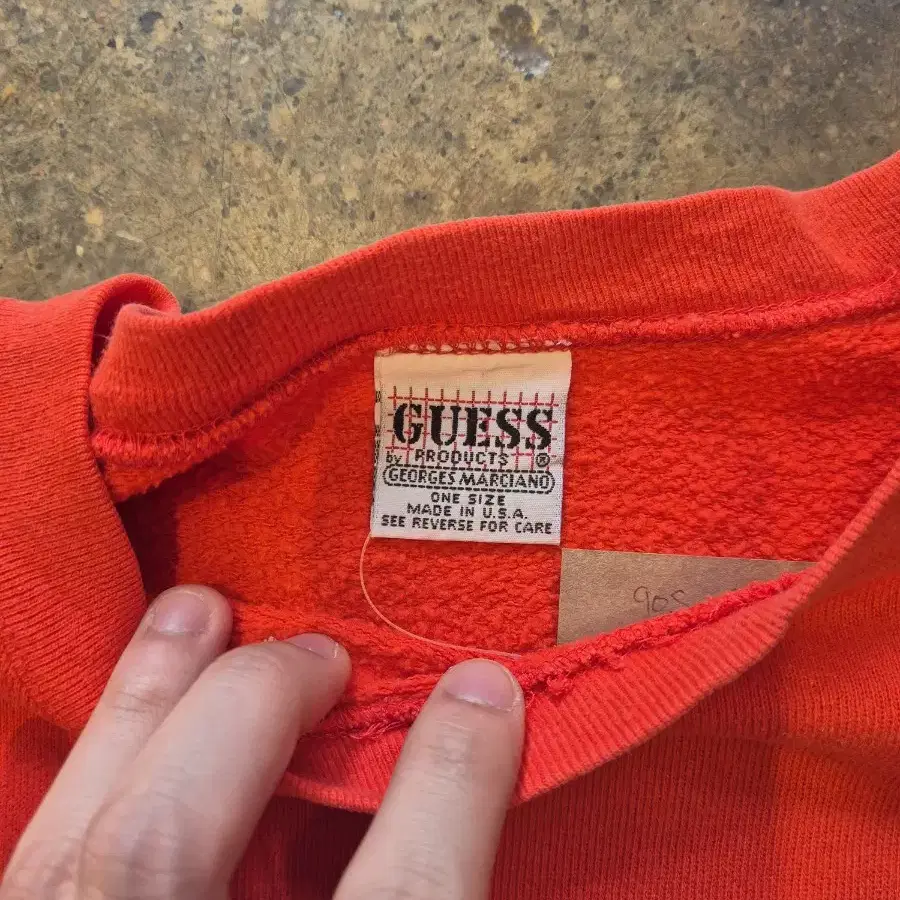 GUESS
by PRODUCTS ®
GEORGES MARCIANO
ONE SIZE
MADE IN U.S.A.
SEE REVERSE FOR CARE
90s